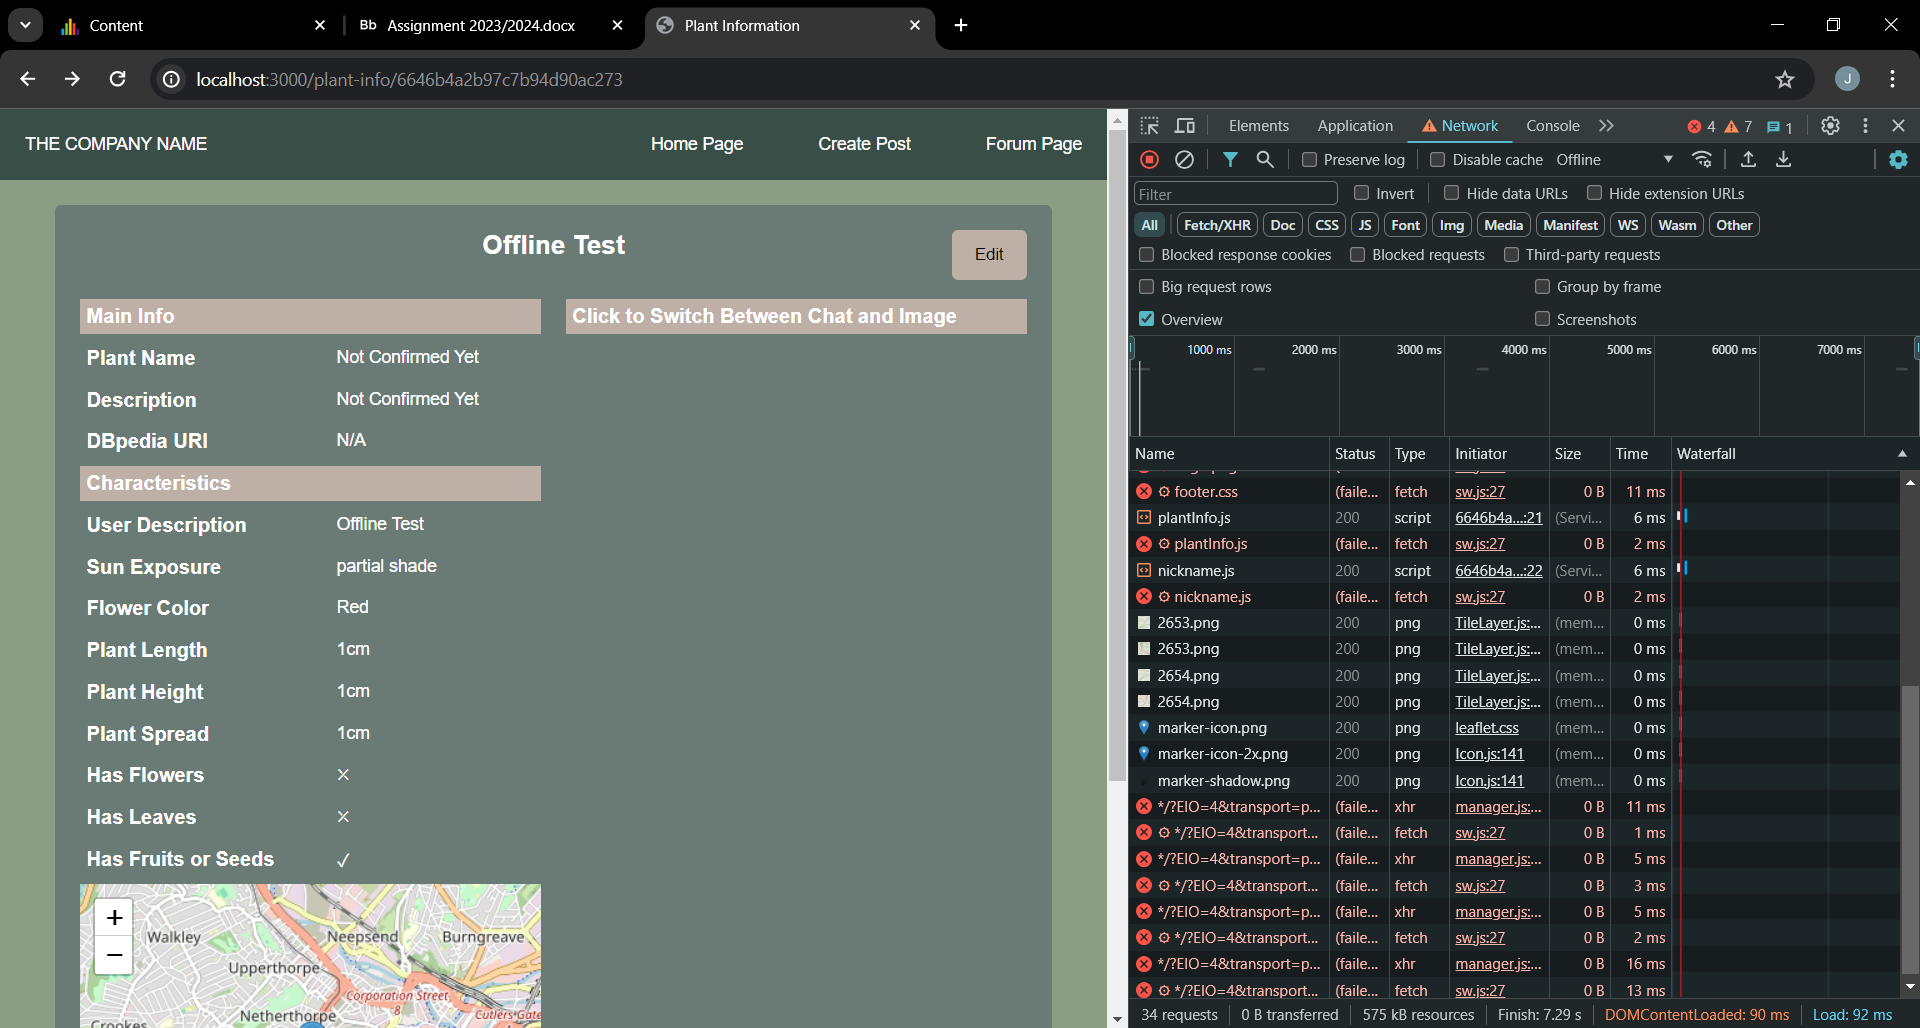 Content
Bb Assignment 2023/2024.docx
Plant Information
localhost:3000/plant-info/6646b4a2b97c7b94d90ac273
J
THE COMPANY NAME
Home Page
Create Post
Forum Page
Offline Test
Edit
Main Info
Plant Name Not Confirmed Yet
Description Not Confirmed Yet
DBpedia URI N/A
Characteristics
User Description Offline Test
Sun Exposure partial shade
Flower Color Red
Plant Length 1cm
Plant Height 1cm
Plant Spread 1cm
Has Flowers ☓
Has Leaves ☓
Has Fruits or Seeds ✓
Click to Switch Between Chat and Image
+
−
Walkley
Neepsend
Burngreave
Upperthorpe
Corporation Street
8
Netherthorpe
Cutlers Gate
Crookes
Elements Application Network Console 4 7 1
Preserve log Disable cache Offline
Filter Invert Hide data URLs Hide extension URLs
All Fetch/XHR Doc CSS JS Font Img Media Manifest WS Wasm Other
Blocked response cookies Blocked requests Third-party requests
Big request rows Group by frame
Overview Screenshots
1000 ms 2000 ms 3000 ms 4000 ms 5000 ms 6000 ms 7000 ms
Name Status Type Initiator Size Time Waterfall
footer.css (faile... fetch sw.js:27 0 B 11 ms
plantInfo.js 200 script 6646b4a...:21 (Servi... 6 ms
plantInfo.js (faile... fetch sw.js:27 0 B 2 ms
nickname.js 200 script 6646b4a...:22 (Servi... 6 ms
nickname.js (faile... fetch sw.js:27 0 B 2 ms
2653.png 200 png TileLayer.js:... (mem... 0 ms
2653.png 200 png TileLayer.js:... (mem... 0 ms
2654.png 200 png TileLayer.js:... (mem... 0 ms
2654.png 200 png TileLayer.js:... (mem... 0 ms
marker-icon.png 200 png leaflet.css (mem... 0 ms
marker-icon-2x.png 200 png Icon.js:141 (mem... 0 ms
marker-shadow.png 200 png Icon.js:141 (mem... 0 ms
*/?EIO=4&transport=p... (faile... xhr manager.js:... 0 B 11 ms
*/?EIO=4&transport... (faile... fetch sw.js:27 0 B 1 ms
*/?EIO=4&transport=p... (faile... xhr manager.js:... 0 B 5 ms
*/?EIO=4&transport... (faile... fetch sw.js:27 0 B 3 ms
*/?EIO=4&transport=p... (faile... xhr manager.js:... 0 B 5 ms
*/?EIO=4&transport... (faile... fetch sw.js:27 0 B 2 ms
*/?EIO=4&transport=p... (faile... xhr manager.js:... 0 B 16 ms
*/?EIO=4&transport... (faile... fetch sw.js:27 0 B 13 ms
34 requests 0 B transferred 575 kB resources Finish: 7.29 s DOMContentLoaded: 90 ms Load: 92 ms